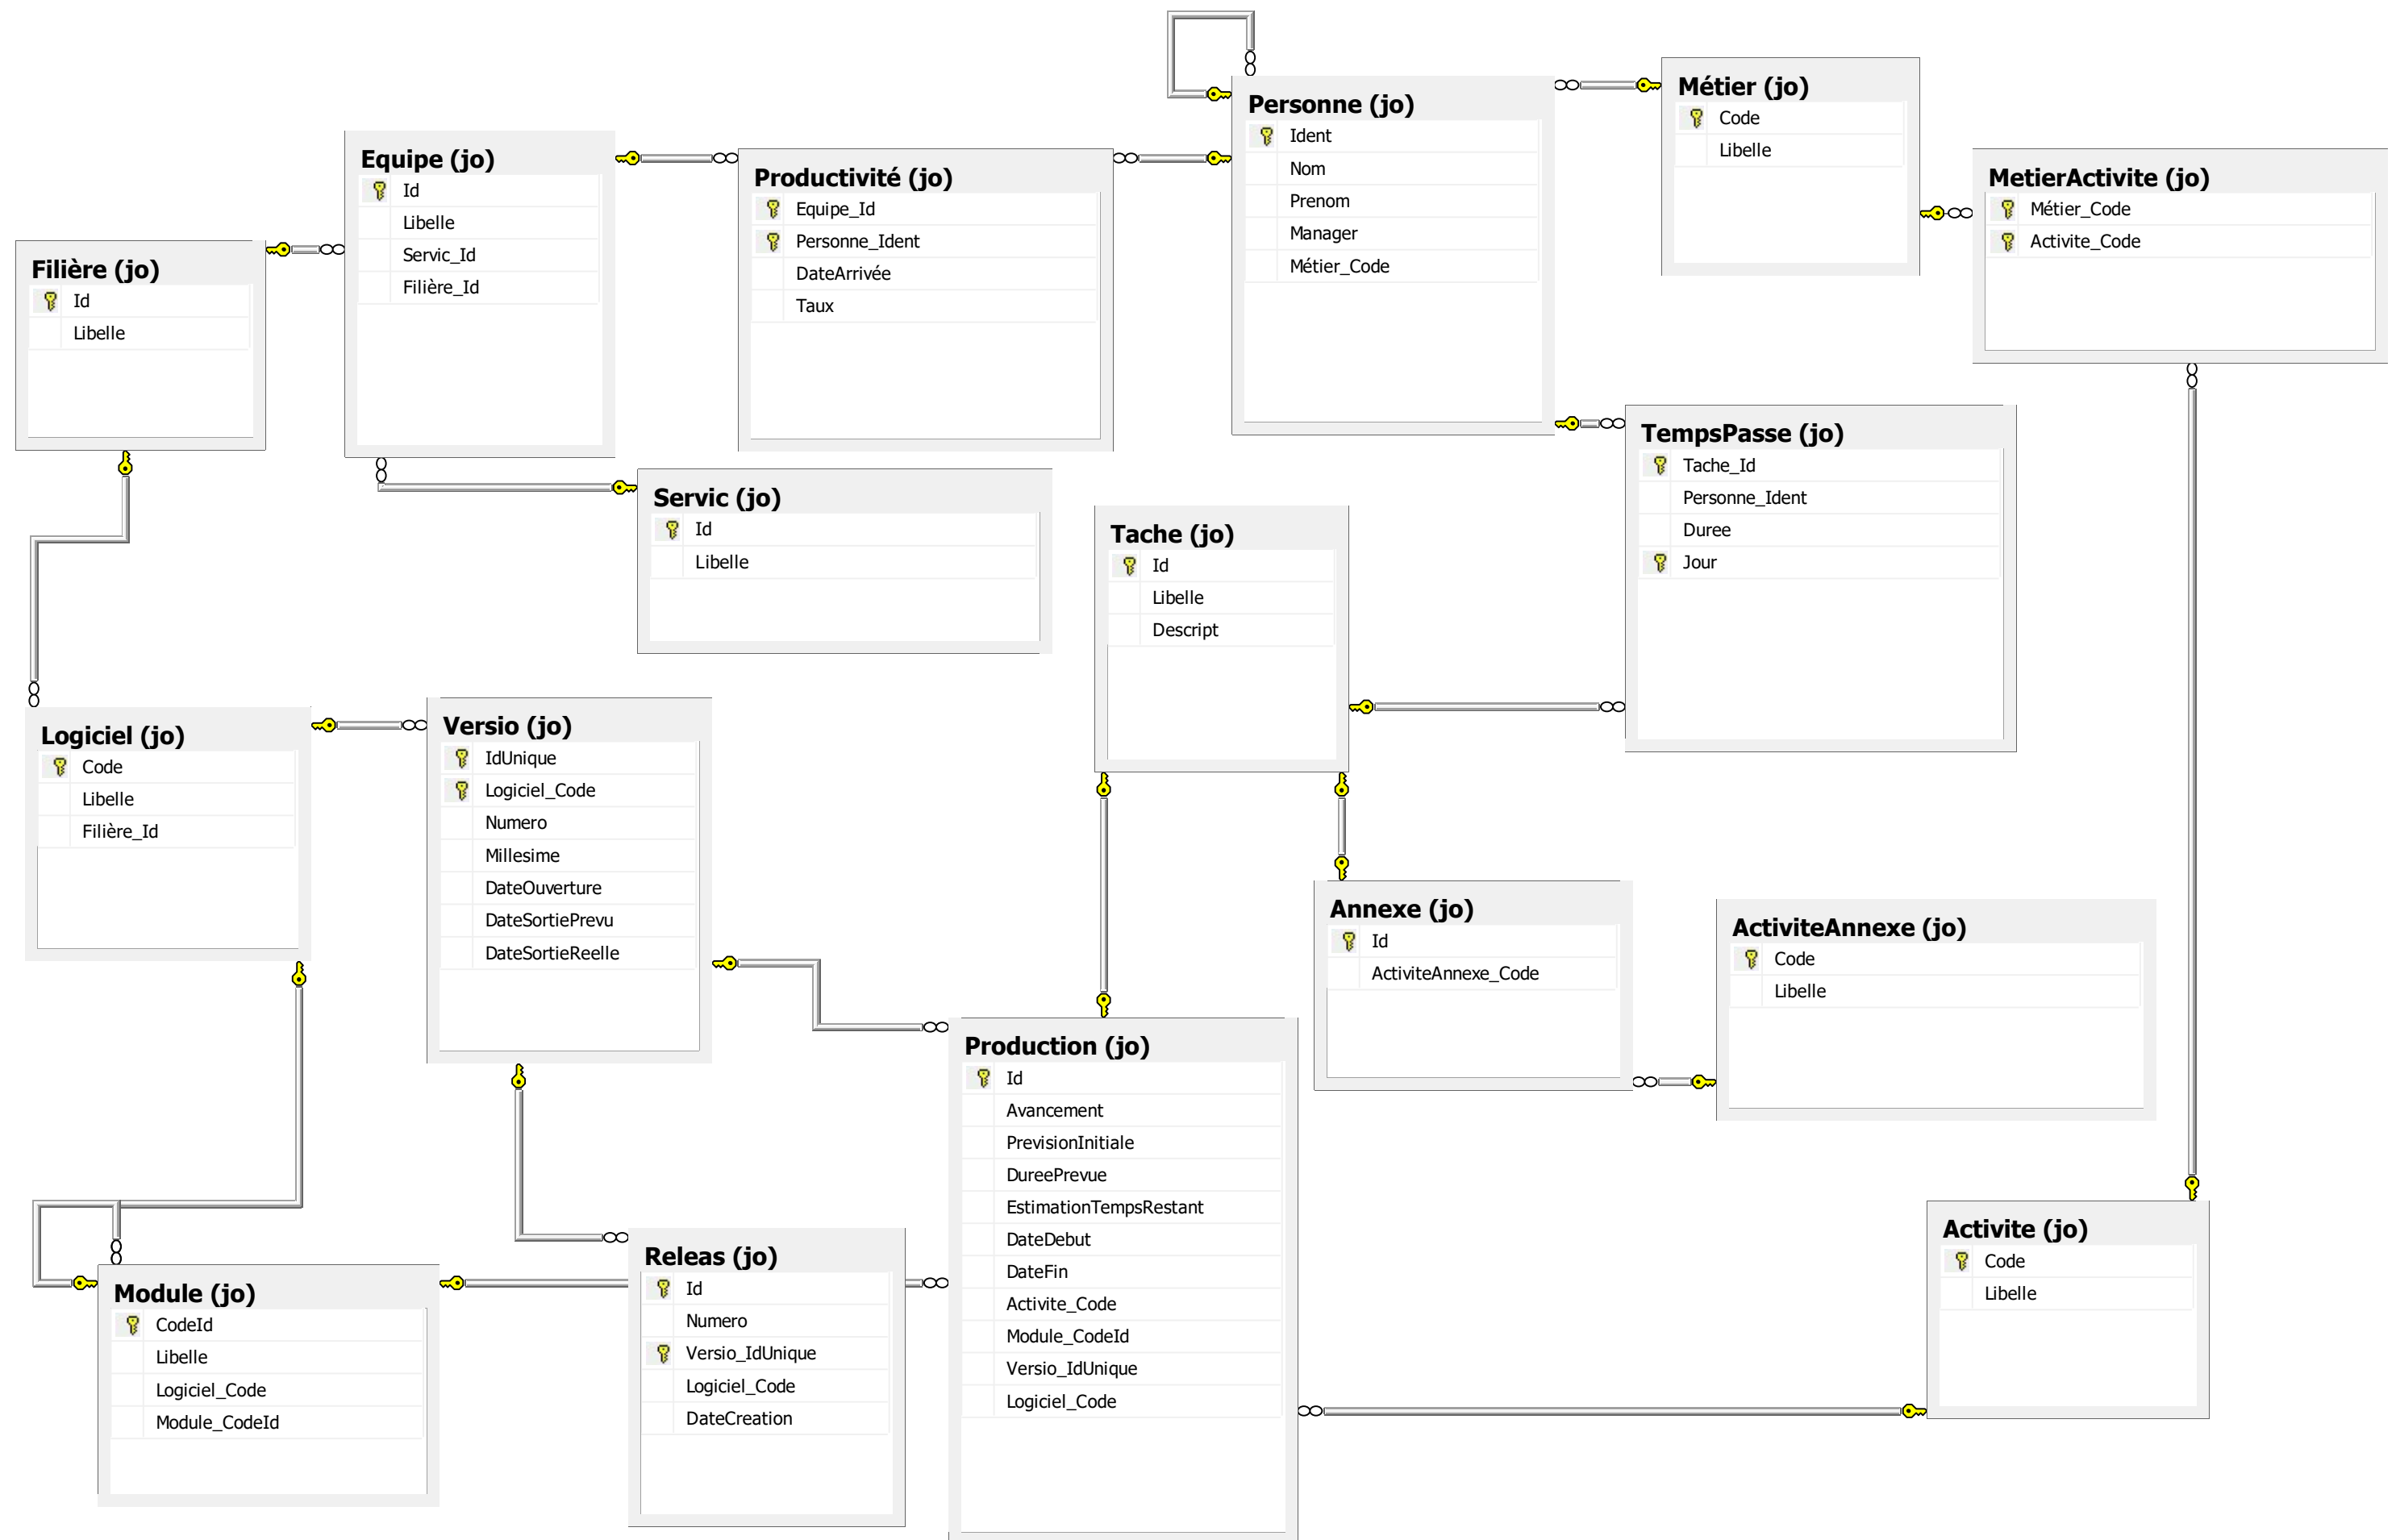 Personne (jo)
Ident
Nom
Prenom
Manager
Métier_Code
Métier (jo)
Code
Libelle
MetierActivite (jo)
Métier_Code
Activite_Code
Equipe (jo)
Id
Libelle
Servic_Id
Filière_Id
Productivité (jo)
Equipe_Id
Personne_Ident
DateArrivée
Taux
Filière (jo)
Id
Libelle
TempsPasse (jo)
Tache_Id
Personne_Ident
Duree
Jour
Servic (jo)
Id
Libelle
Tache (jo)
Id
Libelle
Descript
Logiciel (jo)
Code
Libelle
Filière_Id
Versio (jo)
IdUnique
Logiciel_Code
Numero
Millesime
DateOuverture
DateSortiePrevu
DateSortieReelle
Annexe (jo)
Id
ActiviteAnnexe_Code
ActiviteAnnexe (jo)
Code
Libelle
Production (jo)
Id
Avancement
PrevisionInitiale
DureePrevue
EstimationTempsRestant
DateDebut
DateFin
Activite_Code
Module_CodeId
Versio_IdUnique
Logiciel_Code
Module (jo)
CodeId
Libelle
Logiciel_Code
Module_CodeId
Releas (jo)
Id
Numero
Versio_IdUnique
Logiciel_Code
DateCreation
Activite (jo)
Code
Libelle